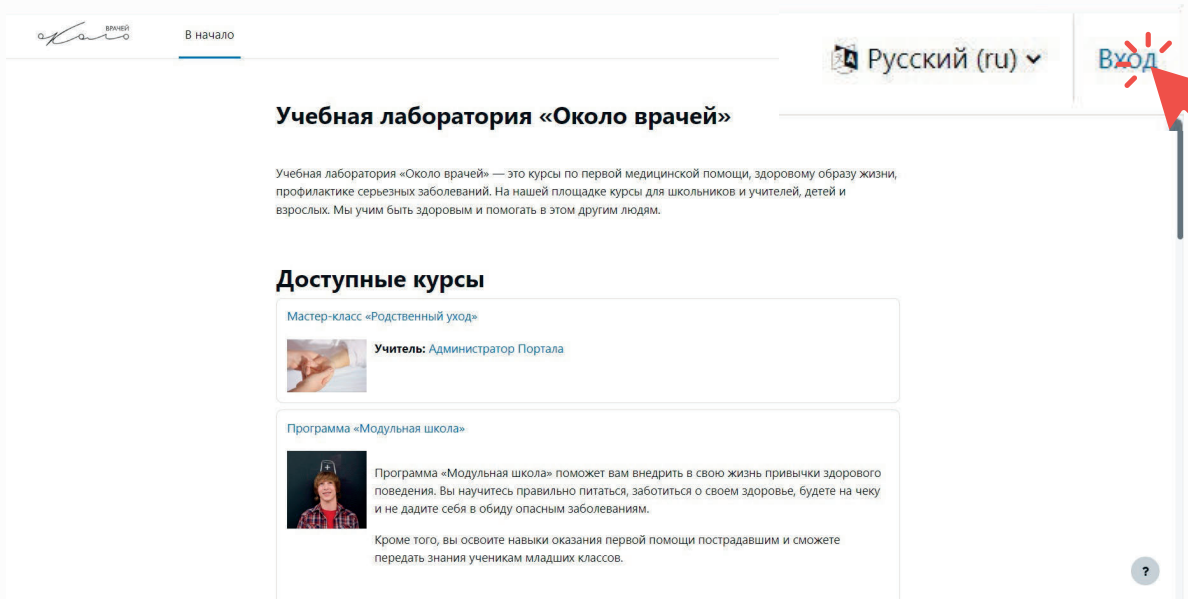 около ВРАЧЕЙ
В начало
Русский (ru)
Вход
Учебная лаборатория «Около врачей»
Учебная лаборатория «Около врачей» — это курсы по первой медицинской помощи, здоровому образу жизни,
профилактике серьезных заболеваний. На нашей площадке курсы для школьников и учителей, детей и
взрослых. Мы учим быть здоровым и помогать в этом другим людям.
Доступные курсы
Мастер-класс «Родственный уход»
Учитель: Администратор Портала
Программа «Модульная школа»
Программа «Модульная школа» поможет вам внедрить в свою жизнь привычки здорового
поведения. Вы научитесь правильно питаться, заботиться о своем здоровье, будете на чеку
и не дадите себя в обиду опасным заболеваниям.
Кроме того, вы освоите навыки оказания первой помощи пострадавшим и сможете
передать знания ученикам младших классов.
?